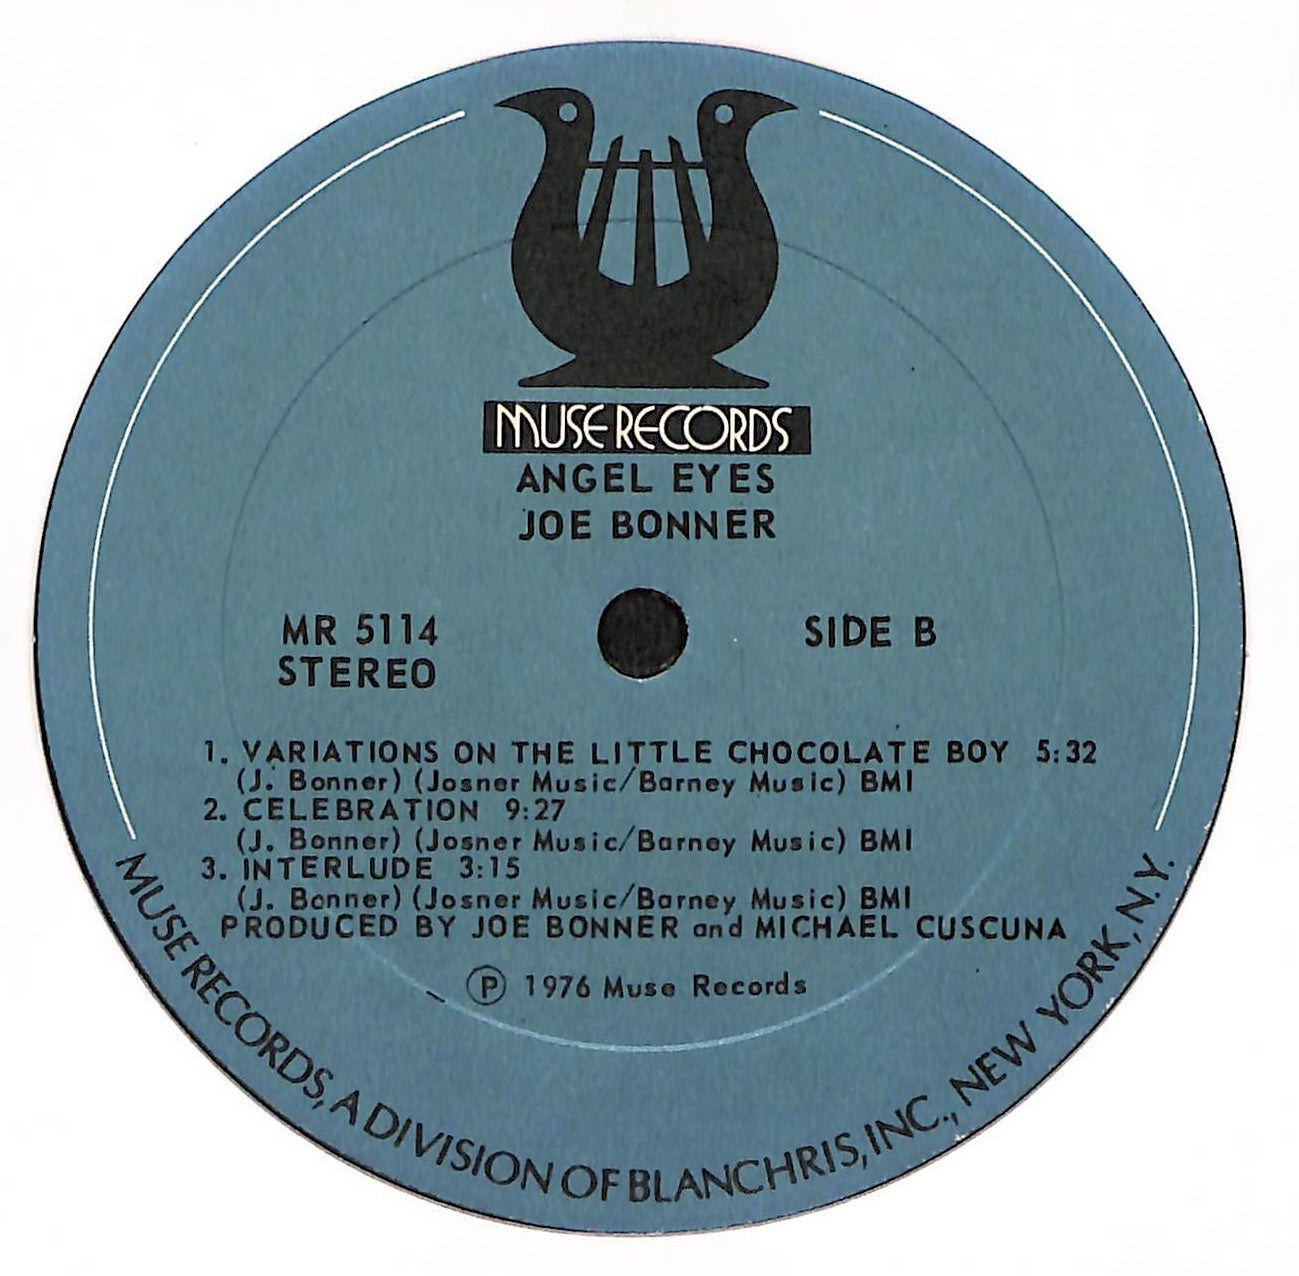 MUSE RECORDS
ANGEL EYES
JOE BONNER
MR 5114
STEREO
SIDE B
1. VARIATIONS ON THE LITTLE CHOCOLATE BOY 5:32
(J. Bonner) (Josner Music/Barney Music) BMI
2. CELEBRATION 9:27
(J. Bonner) (Josner Music/Barney Music) BMI
3. INTERLUDE 3:15
(J. Bonner) (Josner Music/Barney Music) BMI
PRODUCED BY JOE BONNER and MICHAEL CUSCUNA
Ⓟ 1976 Muse Records
MUSE RECORDS, A DIVISION OF BLANCHRIS, INC., NEW YORK, N.Y.